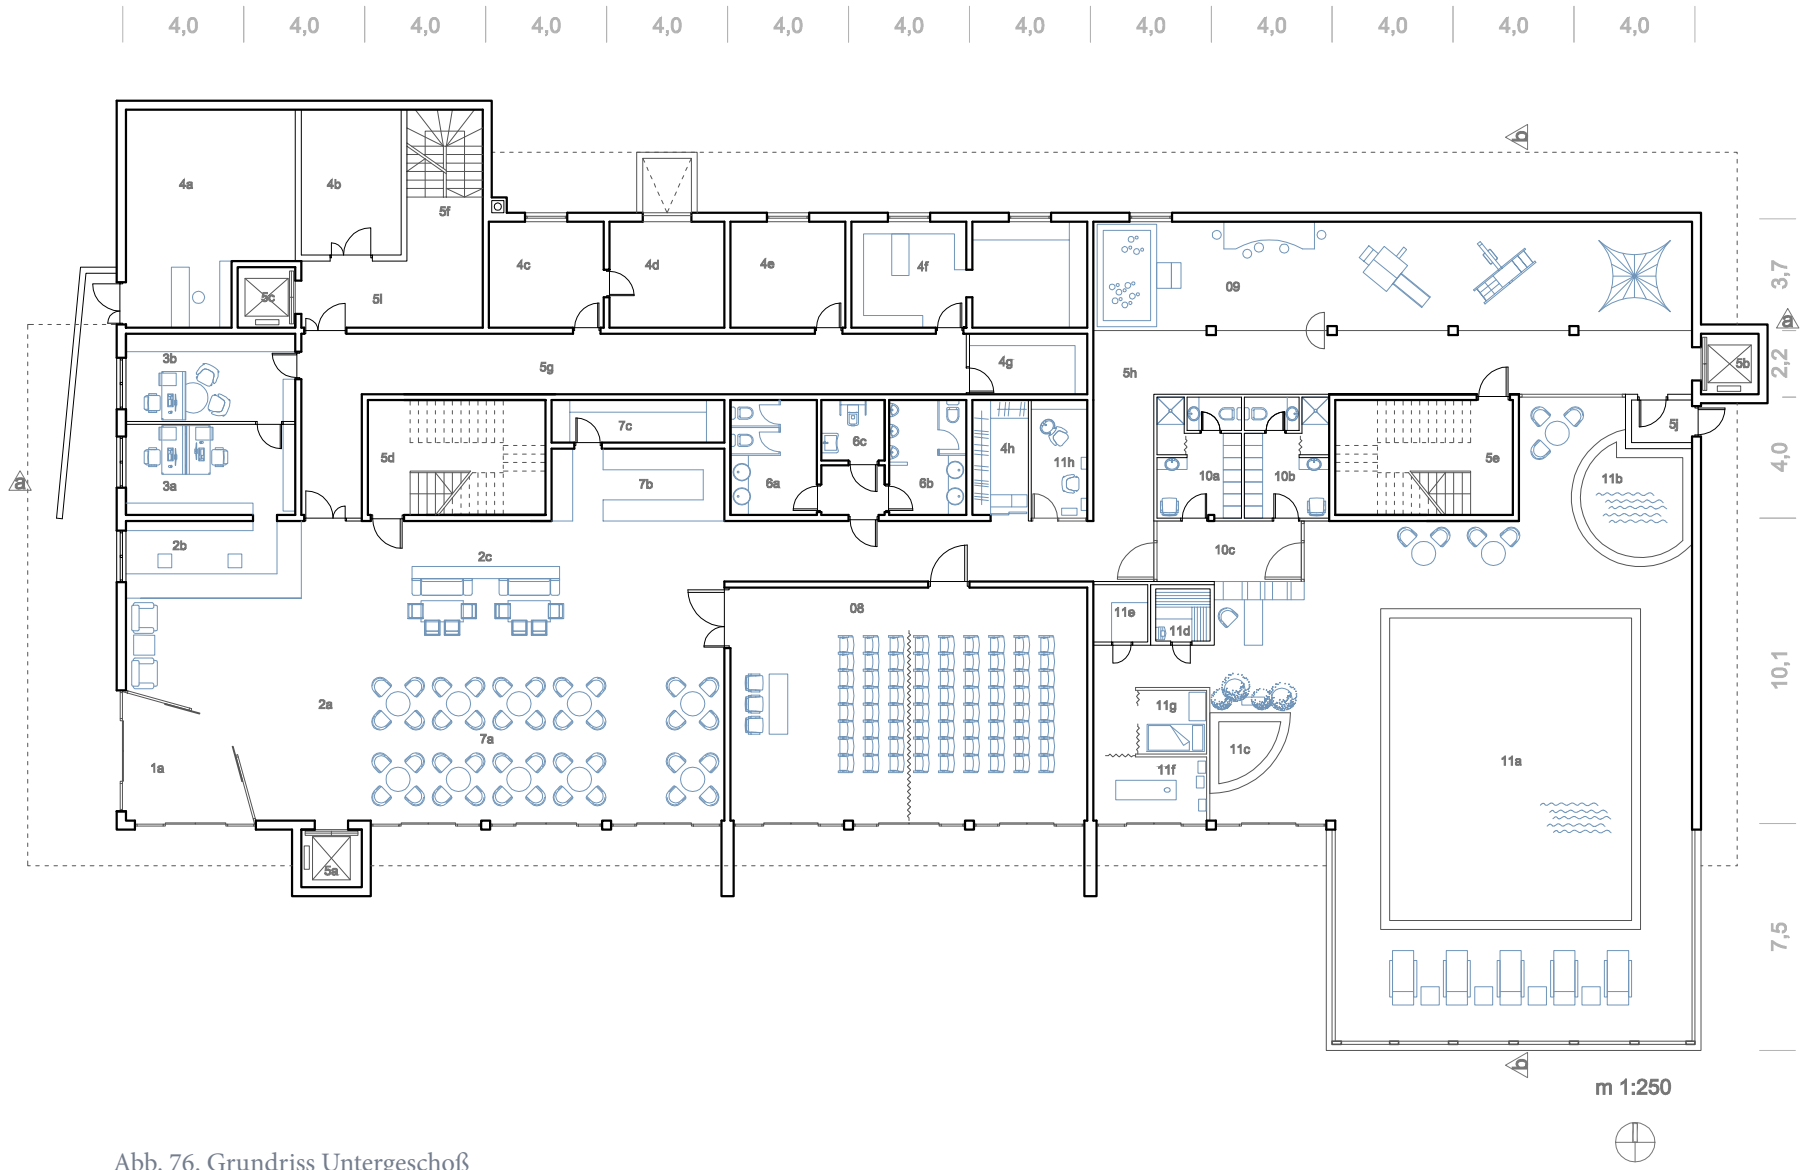 4,0 4,0 4,0 4,0 4,0 4,0 4,0 4,0 4,0 4,0 4,0 4,0 4,0
b
4a 4b 5f
4c 4d 4e 4f 09
5c 5i
3,7
a
3b 5g 4g 5h 5b
2,2
7c 6c 5j
5d 4h 11h 5e 4,0
a 3a 7b 6a 6b 10a 10b 11b
2b 2c 10c
08 11e 11d
10,1
2a 11g
7a 11c
1a 11f 11a
5a
7,5
b
m 1:250
Abb. 76. Grundriss Untergeschoß